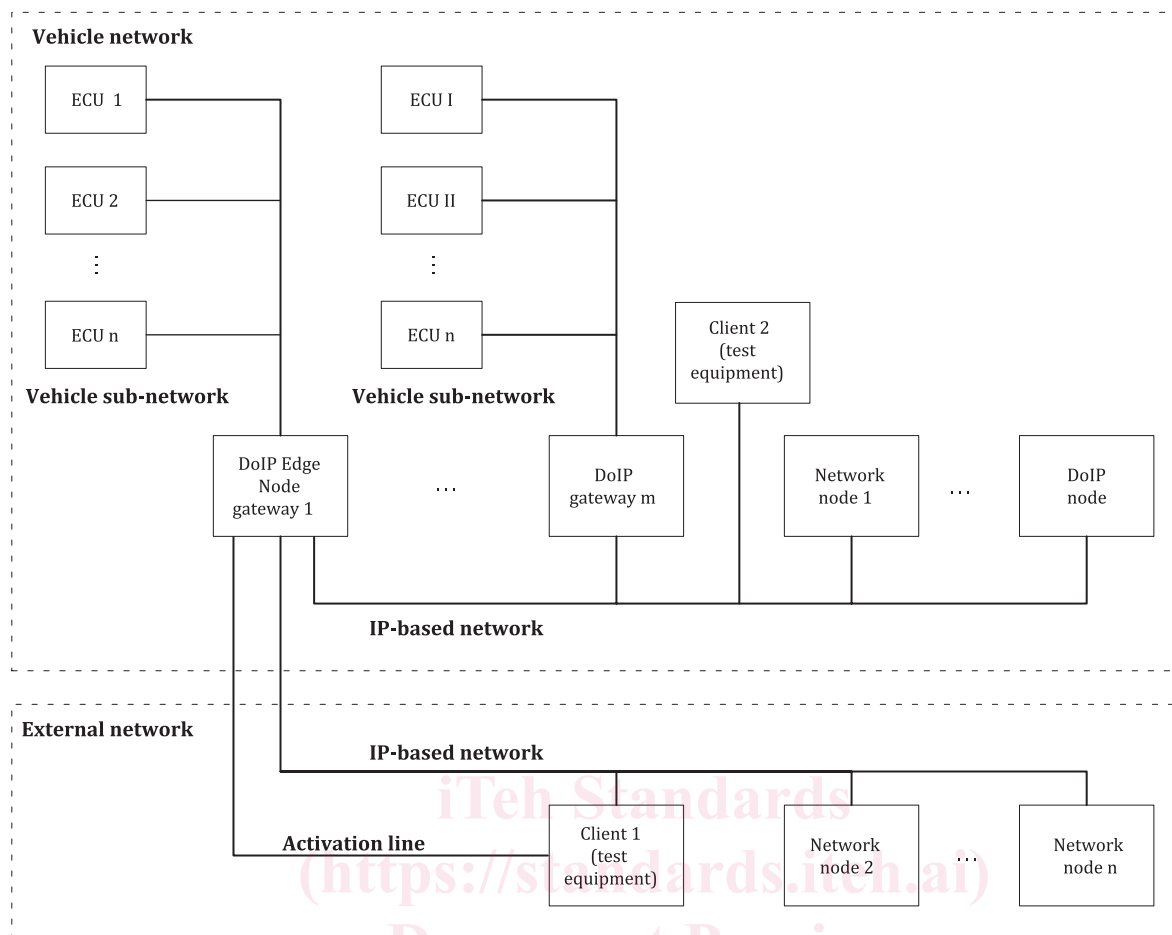 Vehicle network
ECU 1
ECU I
ECU 2
ECU II
⋮
⋮
ECU n
ECU n
Client 2
(test
equipment)
Vehicle sub-network
Vehicle sub-network
DoIP Edge
Node
gateway 1
...
DoIP
gateway m
Network
node 1
...
DoIP
node
IP-based network
External network
IP-based network
iTeh Standards
Activation line
Client 1
(test
equipment)
Network
node 2
...
Network
node n
(https://standards.iteh.ai)